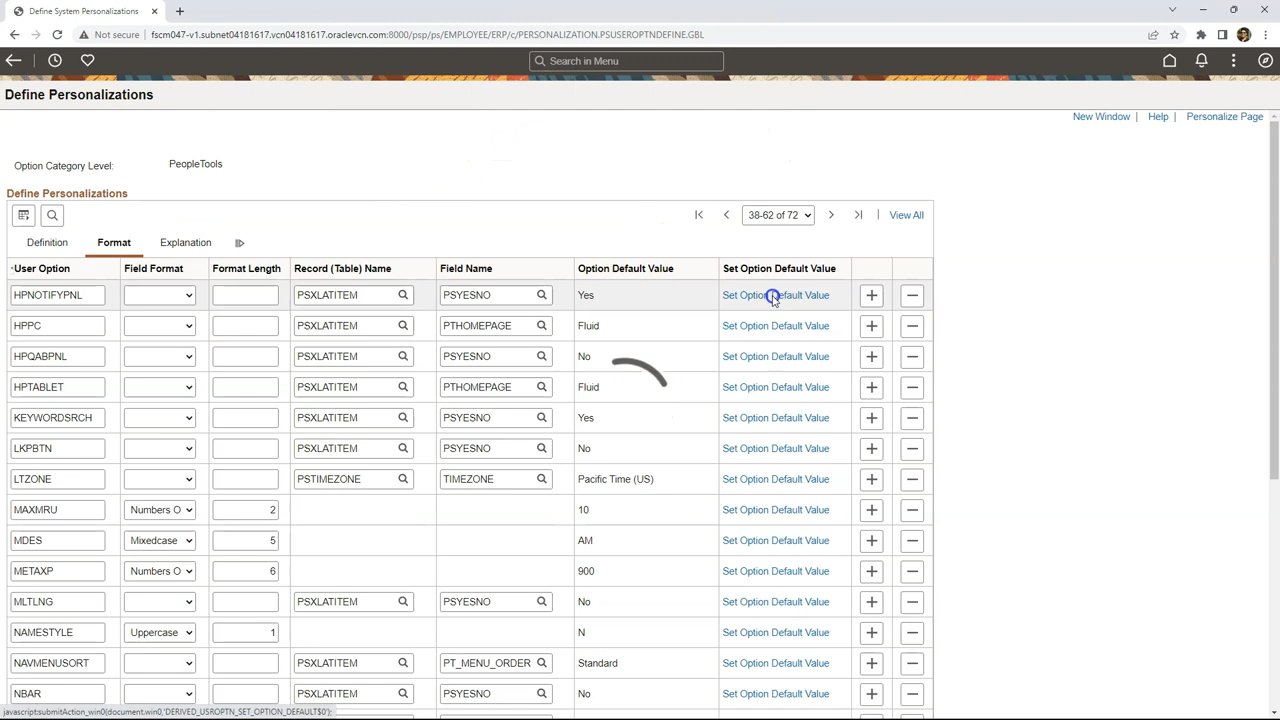 Define System Personalizations
Not secure | fscm047-v1.subnet04181617.vcn04181617.oraclevcn.com:8000/psp/ps/EMPLOYEE/ERP/c/PERSONALIZATION.PSUSEROPTNDEFINE.GBL
Search in Menu
Define Personalizations
New Window | Help | Personalize Page
Option Category Level: PeopleTools
Define Personalizations
38-62 of 72 | View All
Definition Format Explanation
*User Option Field Format Format Length Record (Table) Name Field Name Option Default Value Set Option Default Value
HPNOTIFYPNL PSXLATITEM PSYESNO Yes Set Option Default Value
HPPC PSXLATITEM PTHOMEPAGE Fluid Set Option Default Value
HPQABPNL PSXLATITEM PSYESNO No Set Option Default Value
HPTABLET PSXLATITEM PTHOMEPAGE Fluid Set Option Default Value
KEYWORDSRCH PSXLATITEM PSYESNO Yes Set Option Default Value
LKPBTN PSXLATITEM PSYESNO No Set Option Default Value
LTZONE PSTIMEZONE TIMEZONE Pacific Time (US) Set Option Default Value
MAXMRU Numbers O 2 10 Set Option Default Value
MDES Mixedcase 5 AM Set Option Default Value
METAXP Numbers O 6 900 Set Option Default Value
MLTLNG PSXLATITEM PSYESNO No Set Option Default Value
NAMESTYLE Uppercase 1 N Set Option Default Value
NAVMENUSORT PSXLATITEM PT_MENU_ORDER Standard Set Option Default Value
NBAR PSXLATITEM PSYESNO No Set Option Default Value
javascript:submitAction_win0(document.win0,'DERIVED_USROPTN_SET_OPTION_DEFAULT$0');